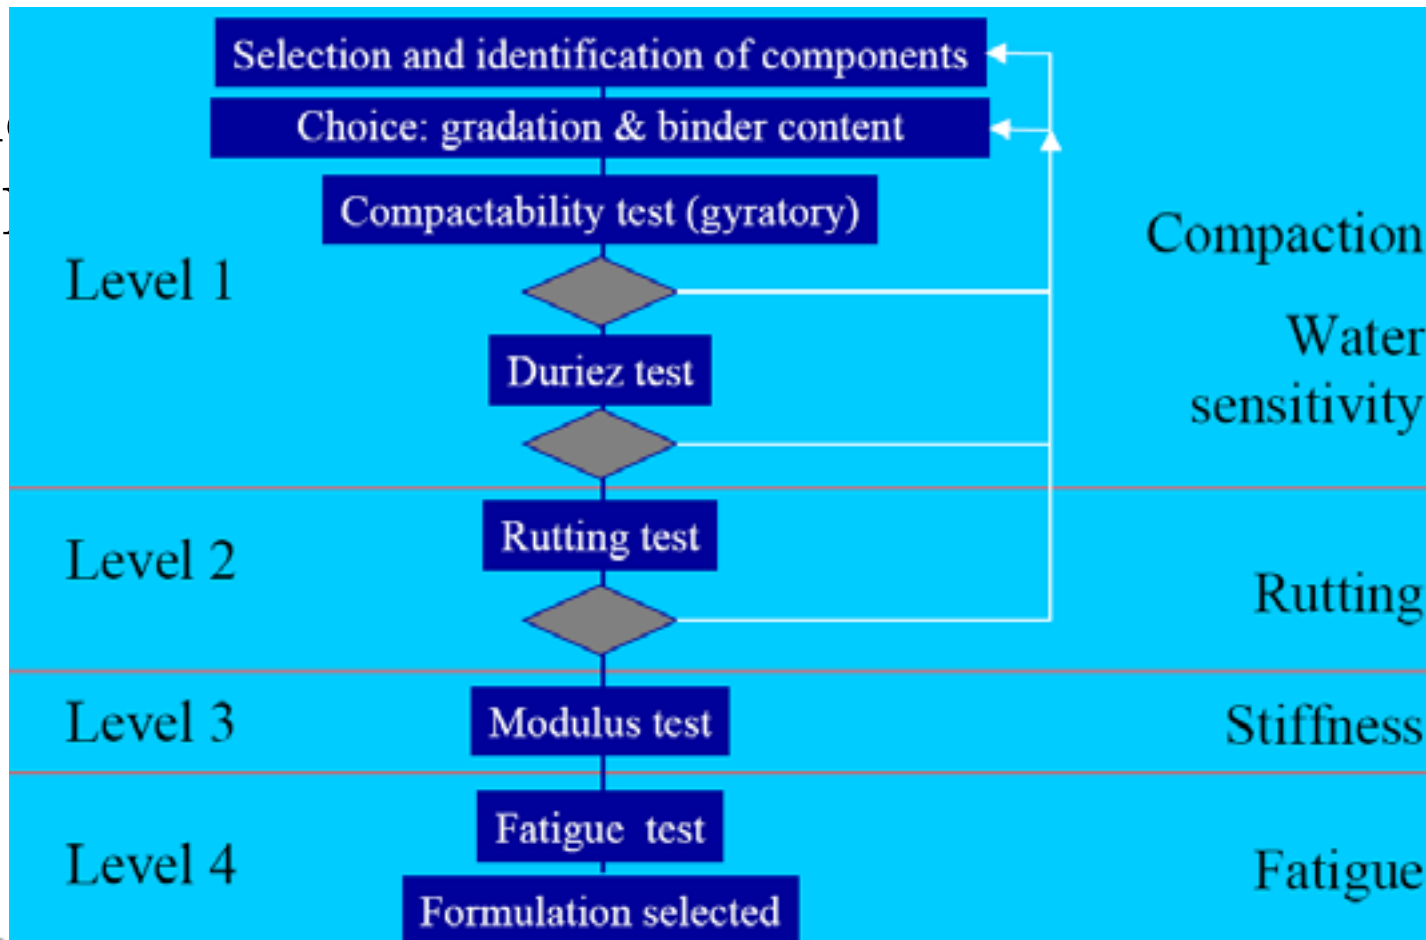 Selection and identification of components
Choice: gradation & binder content
Compactability test (gyratory)
Compaction
Level 1
Water
sensitivity
Duriez test
Rutting test
Level 2
Rutting
Modulus test
Level 3
Stiffness
Fatigue  test
Level 4
Fatigue
Formulation selected